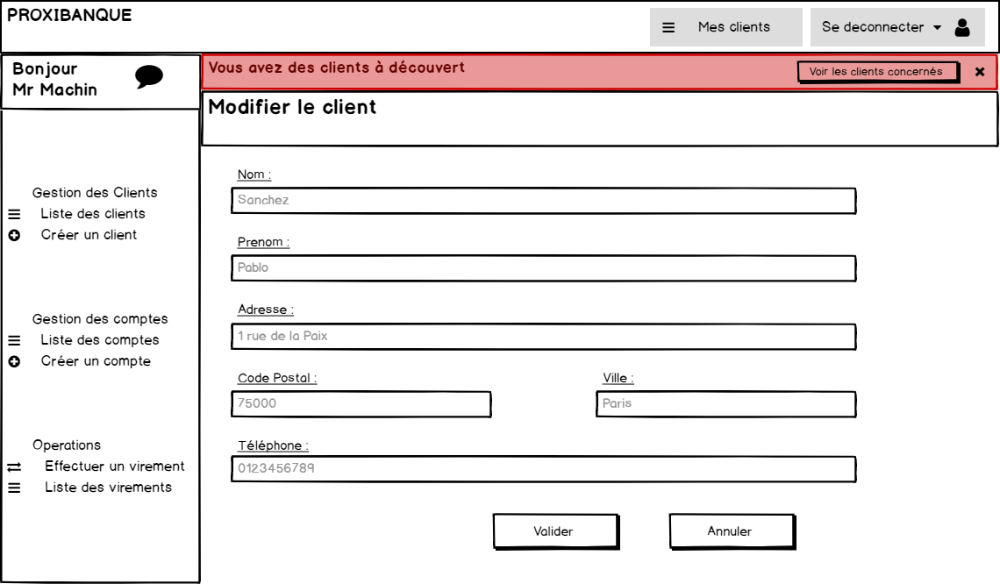 PROXIBANQUE
Mes clients
Se deconnecter
Bonjour
Mr Machin
Vous avez des clients à découvert
Voir les clients concernés
Modifier le client
Gestion des Clients
Liste des clients
Créer un client
Gestion des comptes
Liste des comptes
Créer un compte
Operations
Effectuer un virement
Liste des virements
Nom :
Sanchez
Prenom :
Pablo
Adresse :
1 rue de la Paix
Code Postal :
75000
Ville :
Paris
Téléphone :
0123456789
Valider
Annuler